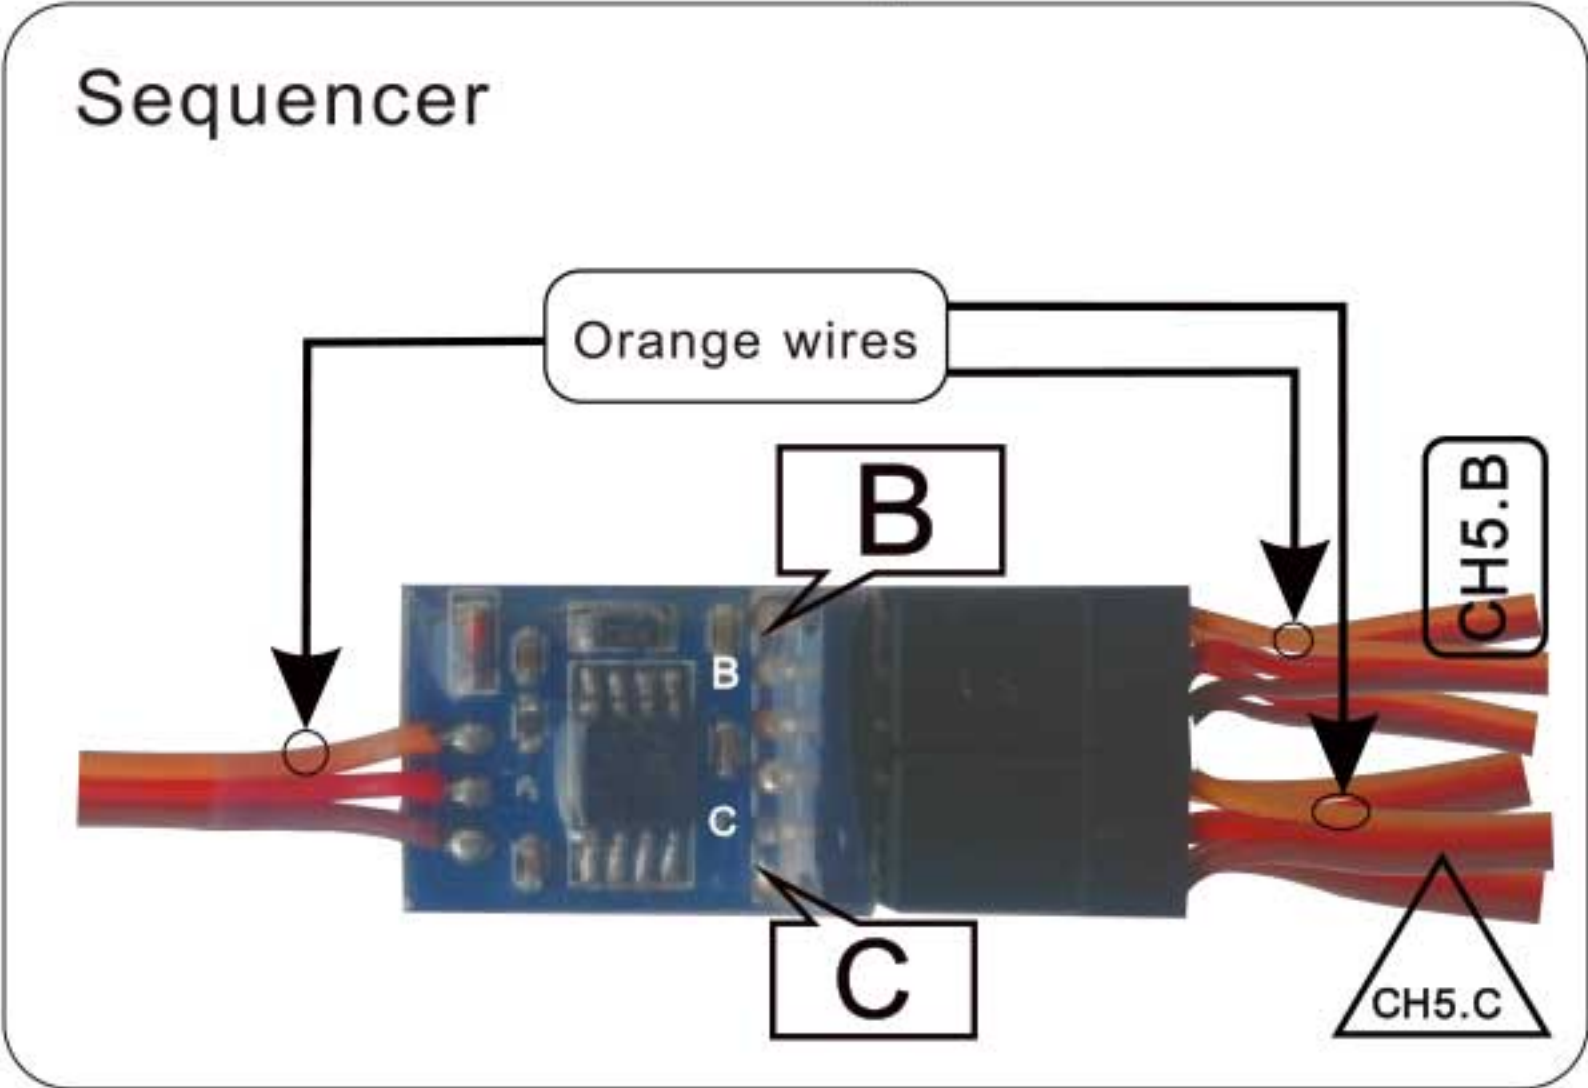 Sequencer
Orange wires
B
CH5.B
B
C
C
CH5.C